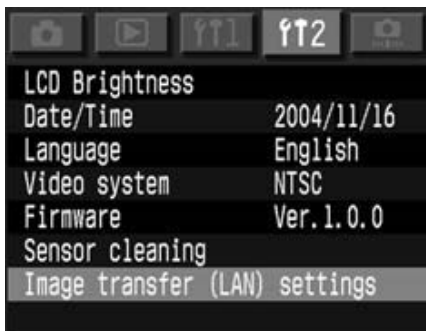 1
2
LCD Brightness
Date/Time 2004/11/16
Language English
Video system NTSC
Firmware Ver.1.0.0
Sensor cleaning
Image transfer (LAN) settings